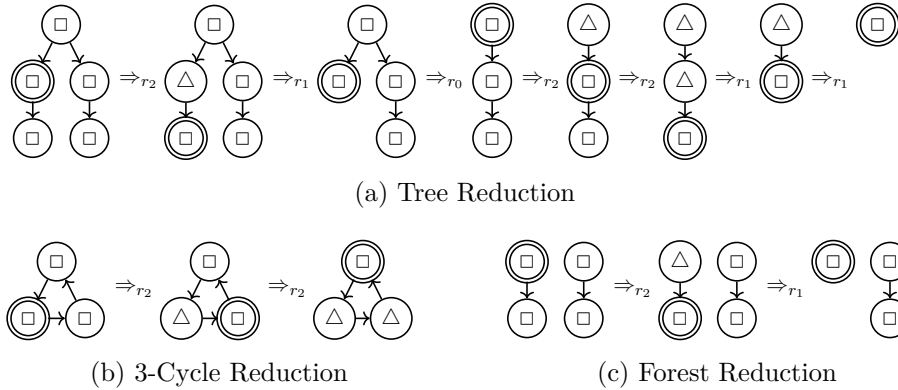 □ □ □ □ △ △ △ □
□ □ ⇒r2 △ □ ⇒r1 □ □ ⇒r0 □ ⇒r2 □ ⇒r2 △ ⇒r1 □ ⇒r1
□ □ □ □ □ □ □ □
(a) Tree Reduction
□ ⇒r2 □ ⇒r2 □
□ □ △ □ △ △
(b) 3-Cycle Reduction
□ □ ⇒r2 △ □ ⇒r1 □ □
□ □ □ □ □
(c) Forest Reduction